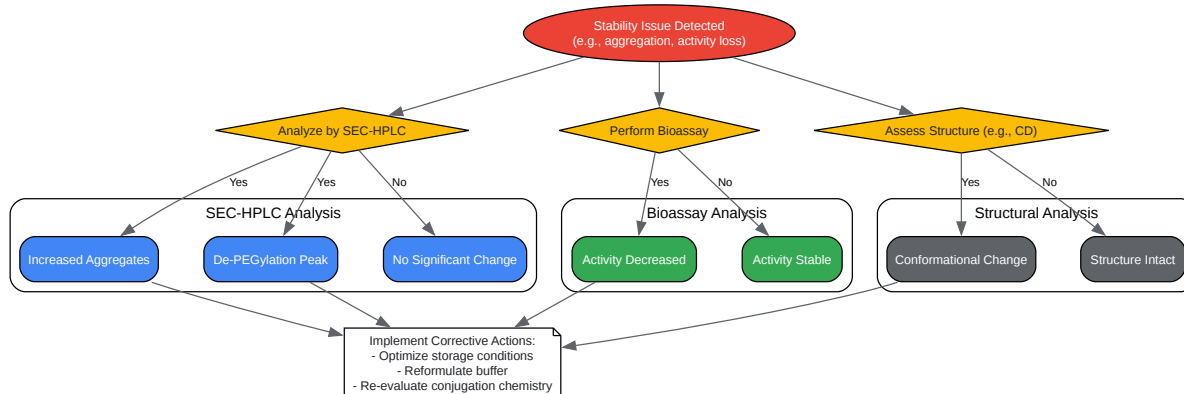 Stability Issue Detected
(e.g., aggregation, activity loss)
Analyze by SEC-HPLC
Perform Bioassay
Assess Structure (e.g., CD)
Yes
Yes
No
Yes
No
Yes
No
SEC-HPLC Analysis
Bioassay Analysis
Structural Analysis
Increased Aggregates
De-PEGylation Peak
No Significant Change
Activity Decreased
Activity Stable
Conformational Change
Structure Intact
Implement Corrective Actions:
- Optimize storage conditions
- Reformulate buffer
- Re-evaluate conjugation chemistry